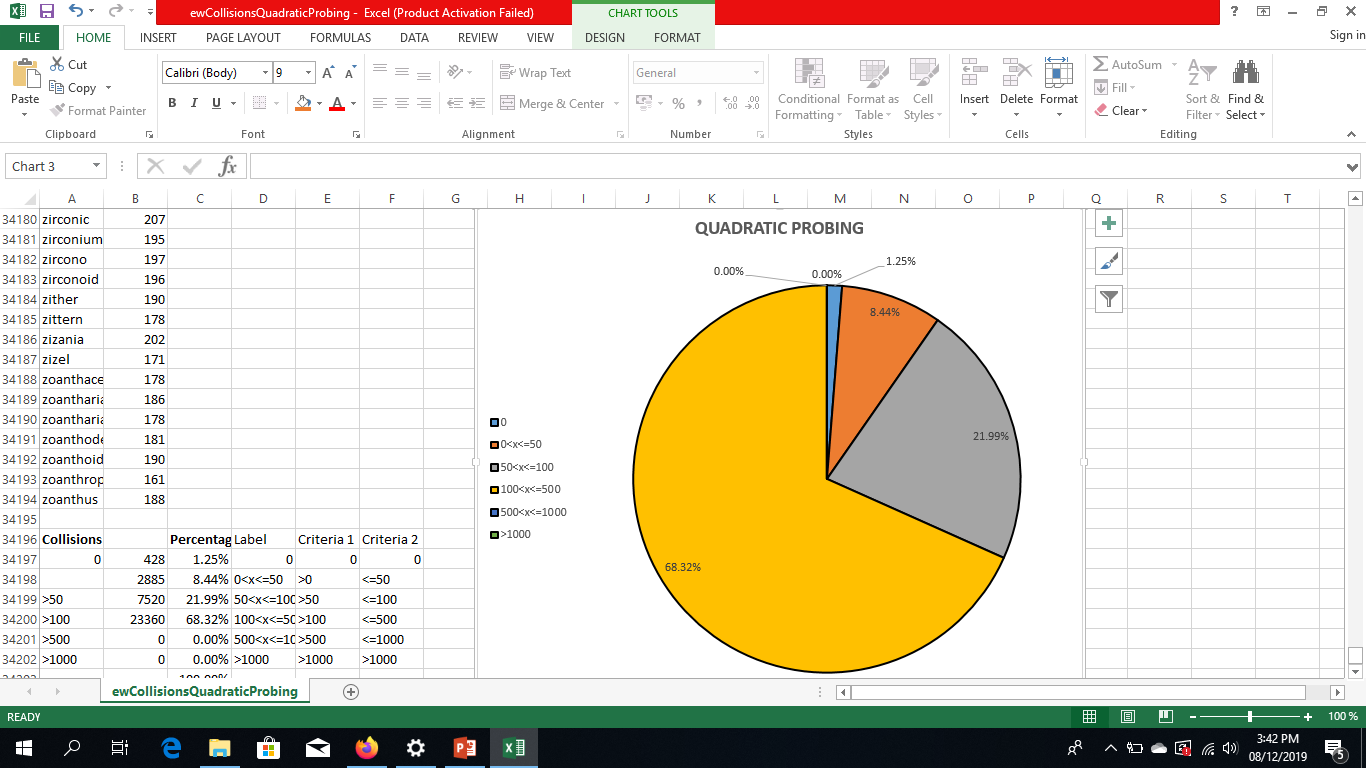 ewCollisionsQuadraticProbing - Excel (Product Activation Failed)
CHART TOOLS
?
Sign in
FILE HOME INSERT PAGE LAYOUT FORMULAS DATA REVIEW VIEW DESIGN FORMAT
Paste
Cut
Copy
Format Painter
Clipboard
Calibri (Body) 9
B I U
Font
Wrap Text
Merge & Center
Alignment
General
%
Number
Conditional Formatting
Format as Table
Cell Styles
Styles
Insert
Delete
Format
Cells
AutoSum
Fill
Clear
Sort & Filter
Find & Select
Editing
Chart 3
fx
A B C D E F G H I J K L M N O P Q R S T
34180 zirconic 207
34181 zirconium 195
34182 zircono 197
34183 zirconoid 196
34184 zither 190
34185 zittern 178
34186 zizania 202
34187 zizel 171
34188 zoanthace 178
34189 zoantharia 186
34190 zoantharia 178
34191 zoanthode 181
34192 zoanthoid 190
34193 zoanthrop 161
34194 zoanthus 188
34195
34196 Collisions Percentag Label Criteria 1 Criteria 2
34197 0 428 1.25% 0 0 0
34198 2885 8.44% 0<x<=50 >0 <=50
34199 >50 7520 21.99% 50<x<=100 >50 <=100
34200 >100 23360 68.32% 100<x<=50 >100 <=500
34201 >500 0 0.00% 500<x<=10 >500 <=1000
34202 >1000 0 0.00% >1000 >1000 >1000
QUADRATIC PROBING
0.00%
0.00%
1.25%
8.44%
21.99%
68.32%
0
0<x<=50
50<x<=100
100<x<=500
500<x<=1000
>1000
ewCollisionsQuadraticProbing
READY
100 %
3:42 PM
08/12/2019
5